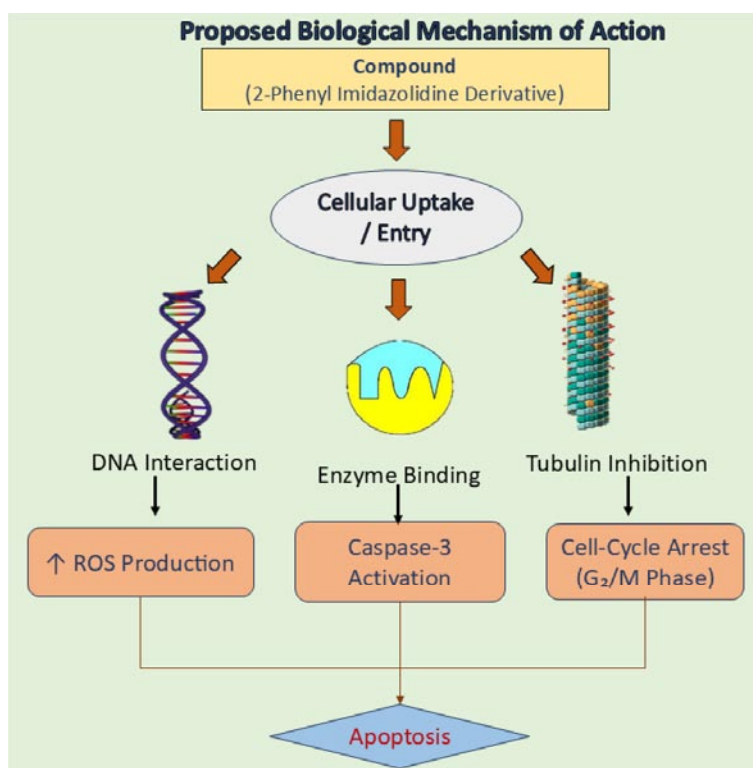 Proposed Biological Mechanism of Action
Compound
(2-Phenyl Imidazolidine Derivative)
Cellular Uptake
/ Entry
DNA Interaction
Enzyme Binding
Tubulin Inhibition
↑ ROS Production
Caspase-3
Activation
Cell-Cycle Arrest
(G₂/M Phase)
Apoptosis